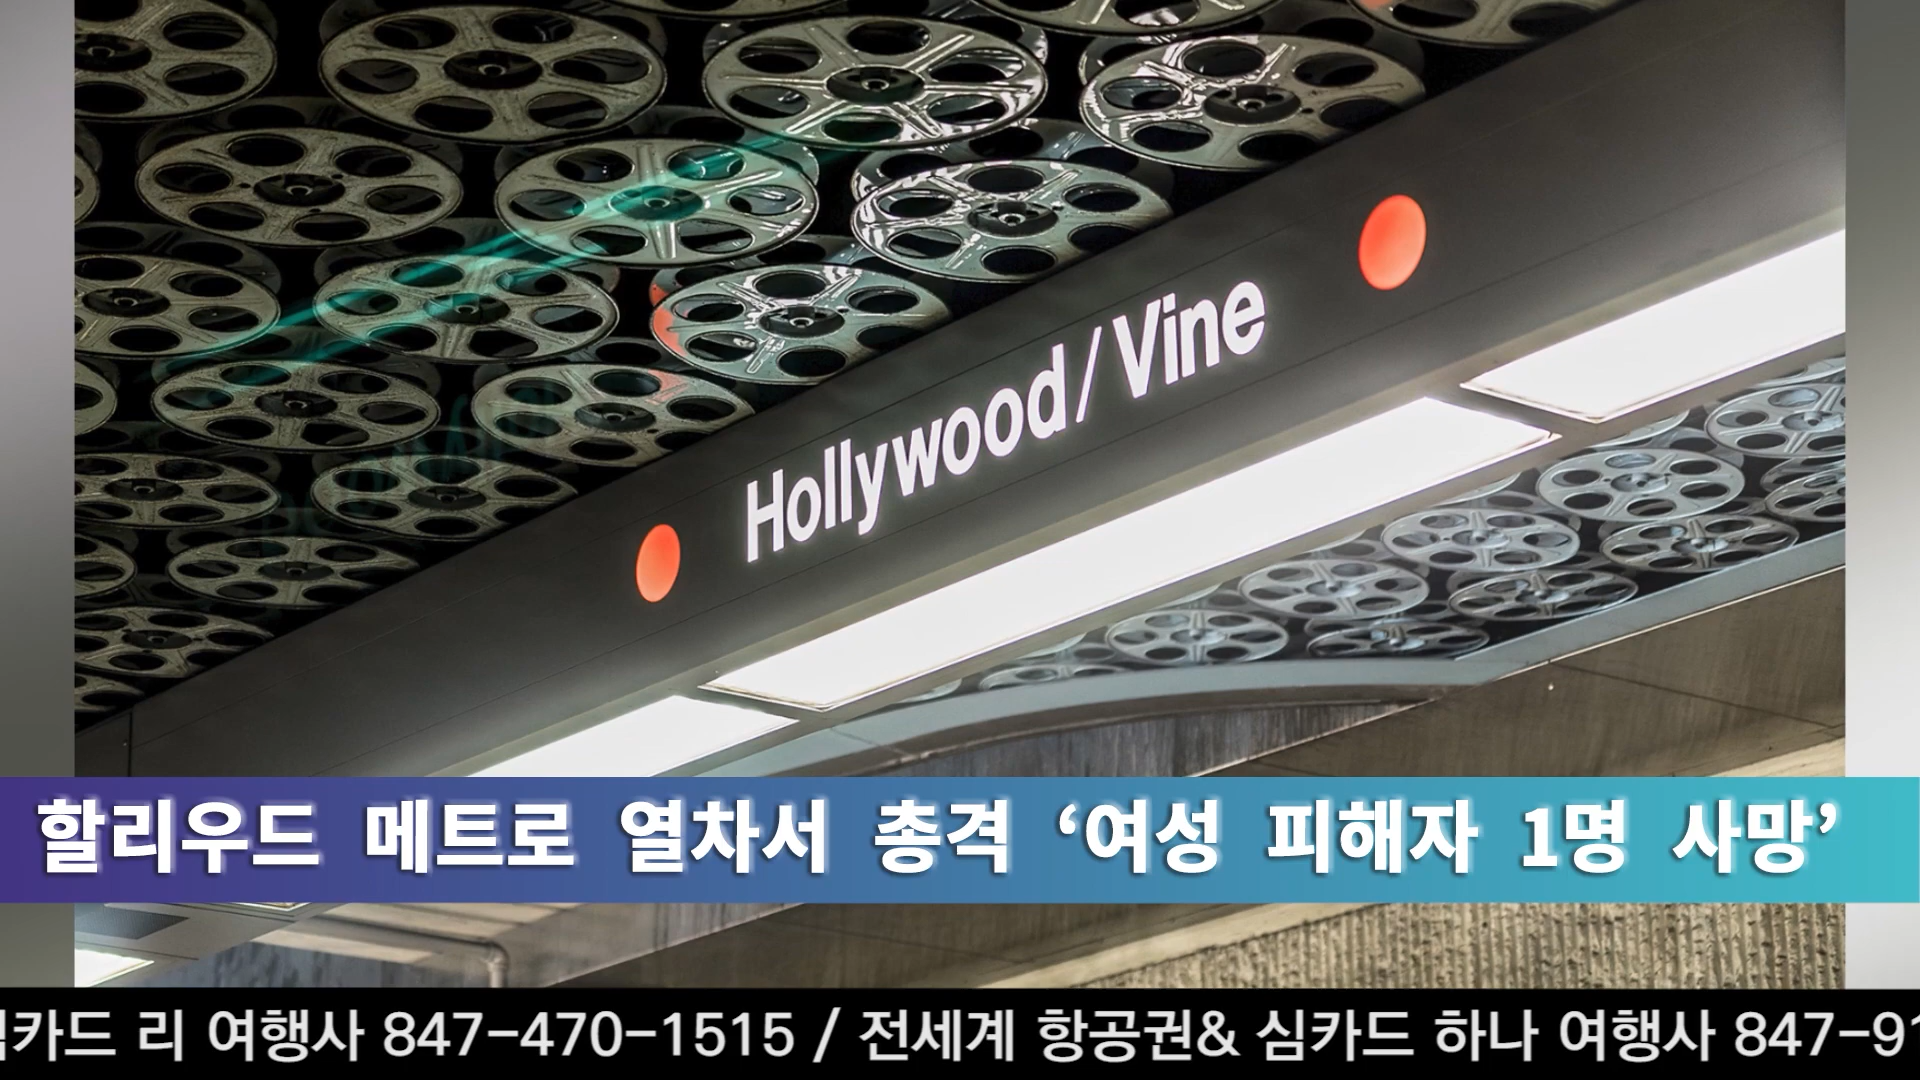 Hollywood/Vine
할리우드 메트로 열차서 총격 ‘여성 피해자 1명 사망’
심카드 리 여행사 847-470-1515 / 전세계 항공권& 심카드 하나 여행사 847-91